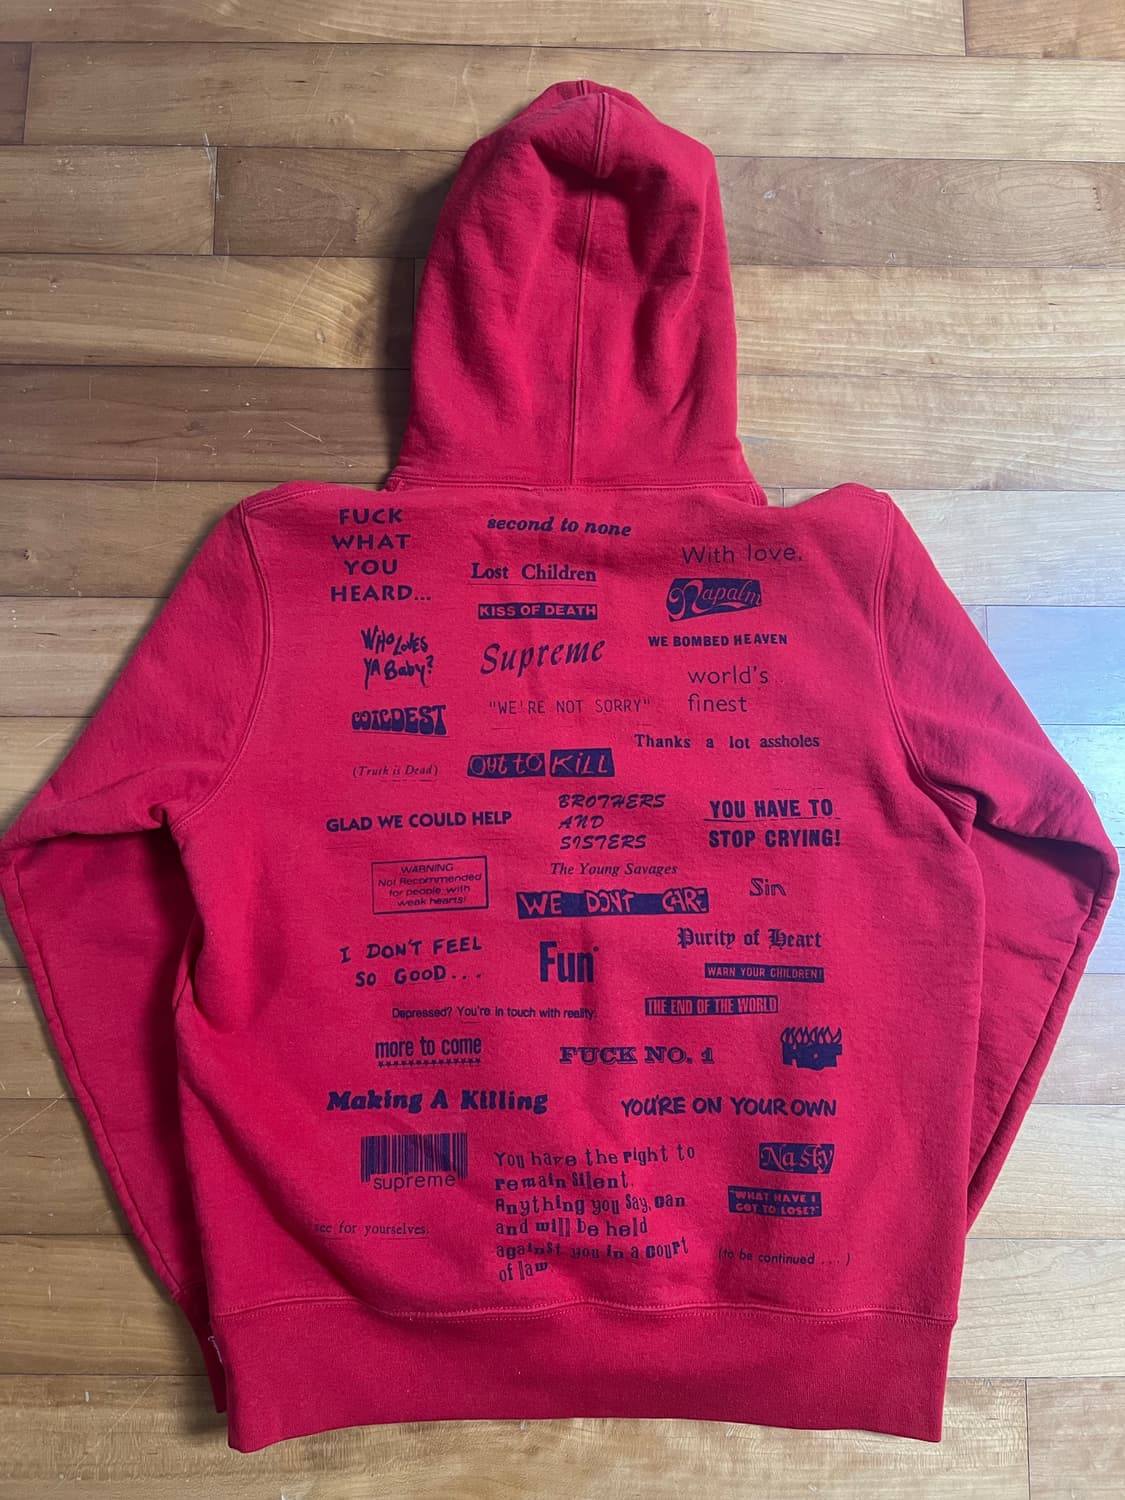 FUCK
WHAT
YOU
HEARD...
second to none
With love.
Lost Children
Napalm
KISS OF DEATH
WHo LoVES
YA BaBy?
Supreme
WE BOMBED HEAVEN
world's
finest
WILDEST
"WE'RE NOT SORRY"
Thanks a lot assholes
(Truth is Dead)
OUT TO KILL
GLAD WE COULD HELP
BROTHERS
AND
SISTERS
YOU HAVE TO
STOP CRYING!
WARNING
Not Recommended
for people with
weak hearts!
The Young Savages
WE DON'T CARE
Sin
I DON'T FEEL
SO GOOD...
Fun
Purity of Heart
WARN YOUR CHILDREN!
Depressed? You're in touch with reality.
THE END OF THE WORLD
more to come
FUCK NO. 1
HOT
Making A Killing
YOU'RE ON YOUR OWN
supreme
You have the right to
remain silent.
Anything you say, can
and will be held
against you in a court
of law.
Nasty
"WHAT HAVE I
GOT TO LOSE?"
see for yourselves.
(to be continued . . . )